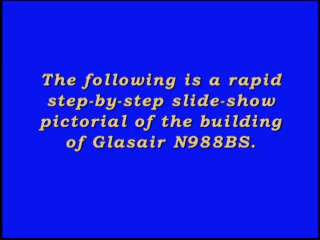 The following is a rapid
step-by-step slide-show
pictorial of the building
of Glasair N988BS.